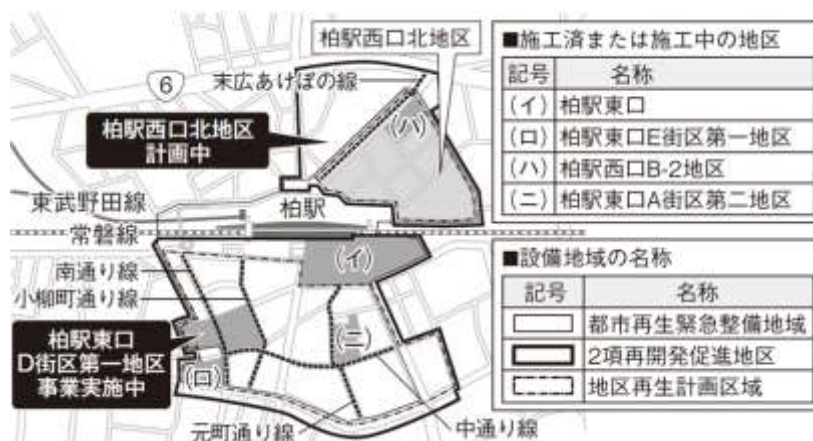 柏駅西口北地区
6
末広あけぼの線
柏駅西口北地区
計画中
(ハ)
東武野田線
柏駅
常磐線
(イ)
南通り線
小柳町通り線
柏駅東口
D街区第一地区
事業実施中
(ニ)
(ロ)
元町通り線
中通り線
■施工済または施工中の地区
記号 名称
(イ) 柏駅東口
(ロ) 柏駅東口E街区第一地区
(ハ) 柏駅西口B-2地区
(ニ) 柏駅東口A街区第二地区
■設備地域の名称
記号 名称
都市再生緊急整備地域
2項再開発促進地区
地区再生計画区域